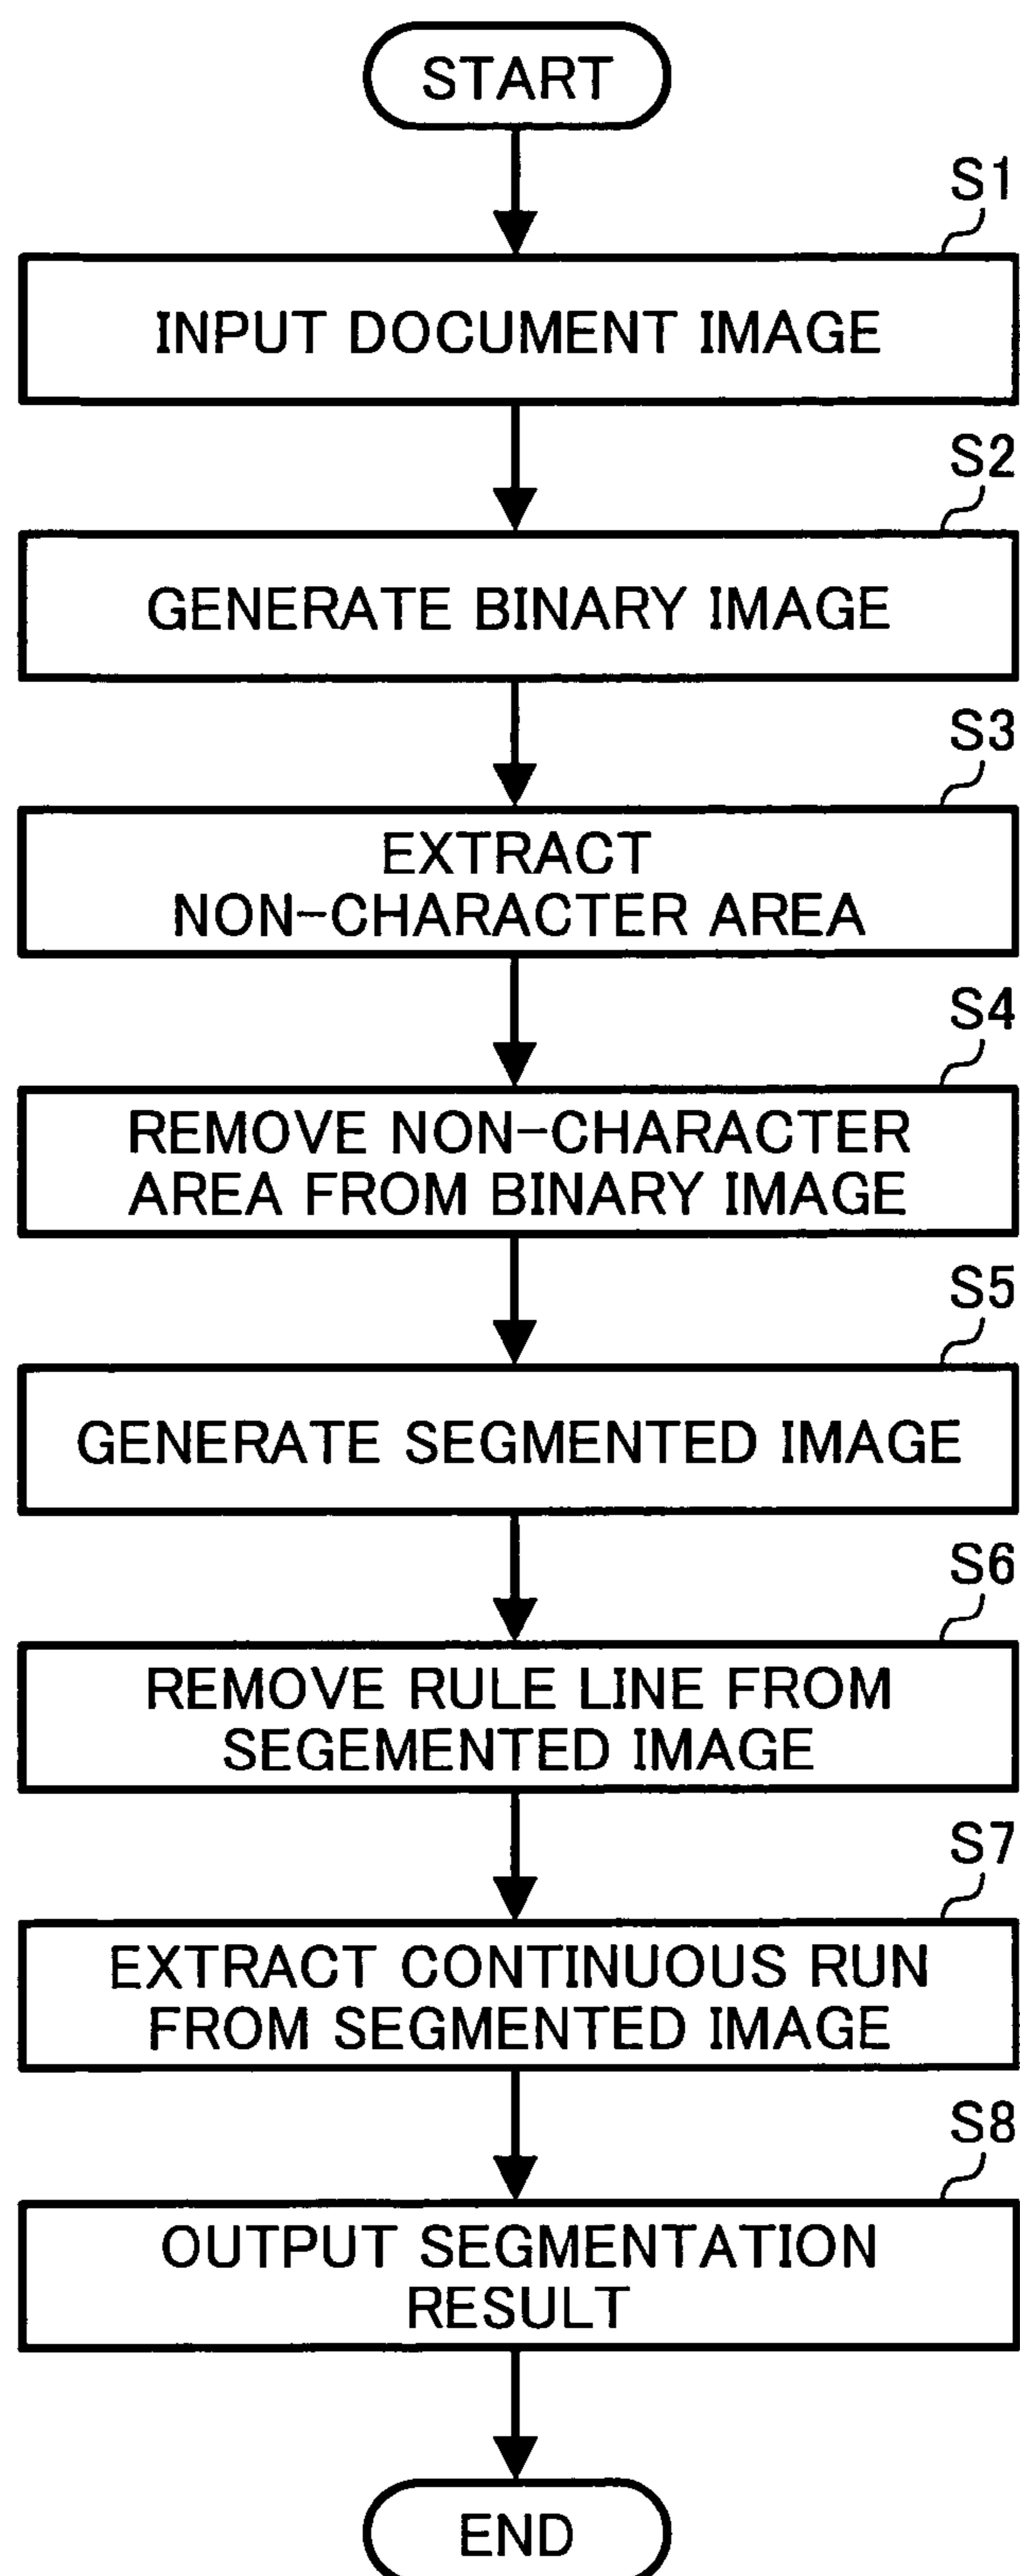 START
S1
INPUT DOCUMENT IMAGE
S2
GENERATE BINARY IMAGE
S3
EXTRACT
NON-CHARACTER AREA
S4
REMOVE NON-CHARACTER
AREA FROM BINARY IMAGE
S5
GENERATE SEGMENTED IMAGE
S6
REMOVE RULE LINE FROM
SEGEMENTED IMAGE
S7
EXTRACT CONTINUOUS RUN
FROM SEGMENTED IMAGE
S8
OUTPUT SEGMENTATION
RESULT
END